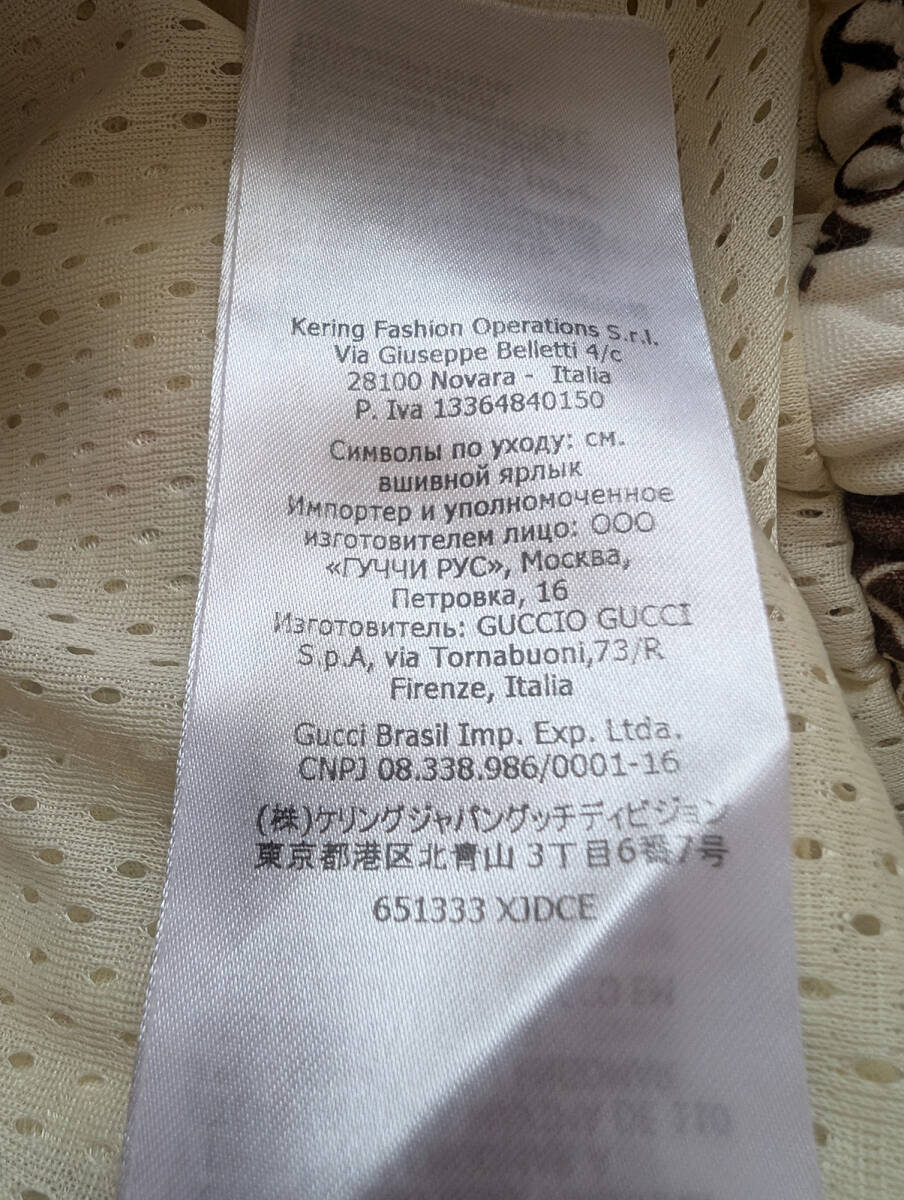 Kering Fashion Operations S.r.l.
Via Giuseppe Belletti 4/c
28100 Novara - Italia
P. Iva 13364840150
Символы по уходу: см.
вшивной ярлык
Импортер и уполномоченное
изготовителем лицо: ООО
«ГУЧЧИ РУС», Москва,
Петровка, 16
Изготовитель: GUCCIO GUCCI
S.p.A, via Tornabuoni,73/R
Firenze, Italia
Gucci Brasil Imp. Exp. Ltda.
CNPJ 08.338.986/0001-16
(株)ケリングジャパングッチディビジョン
東京都港区北青山 3丁目6番7号
651333 XJDCE